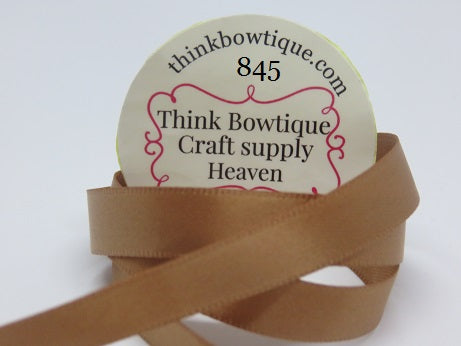 thinkbowtique.com
845
Think Bowtique
Craft supply
Heaven